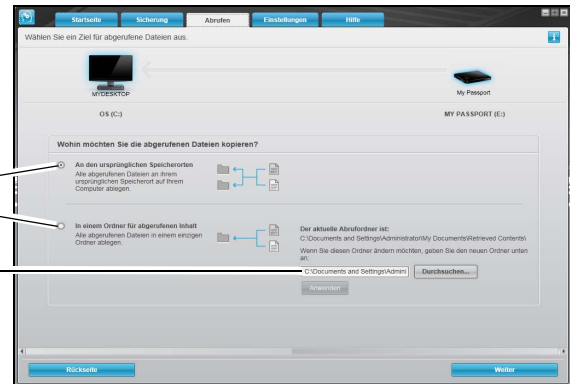 Startseite
Sicherung
Abrufen
Einstellungen
Hilfe
Wählen Sie ein Ziel für abgerufene Dateien aus.
MYDESKTOP
My Passport
OS (C:)
MY PASSPORT (E:)
Wohin möchten Sie die abgerufenen Dateien kopieren?
An den ursprünglichen Speicherorten
Alle abgerufenen Dateien an ihrem
ursprünglichen Speicherort auf Ihrem
Computer ablegen.
In einem Ordner für abgerufenen Inhalt
Alle abgerufenen Dateien in einem einzigen
Ordner ablegen.
Der aktuelle Abrufordner ist:
C:\Documents and Settings\Administrator\My Documents\Retrieved Contents\
Wenn Sie diesen Ordner ändern möchten, geben Sie den neuen Ordner unten
an:
C:\Documents and Settings\Admini
Durchsuchen...
Anwenden
Rückseite
Weiter